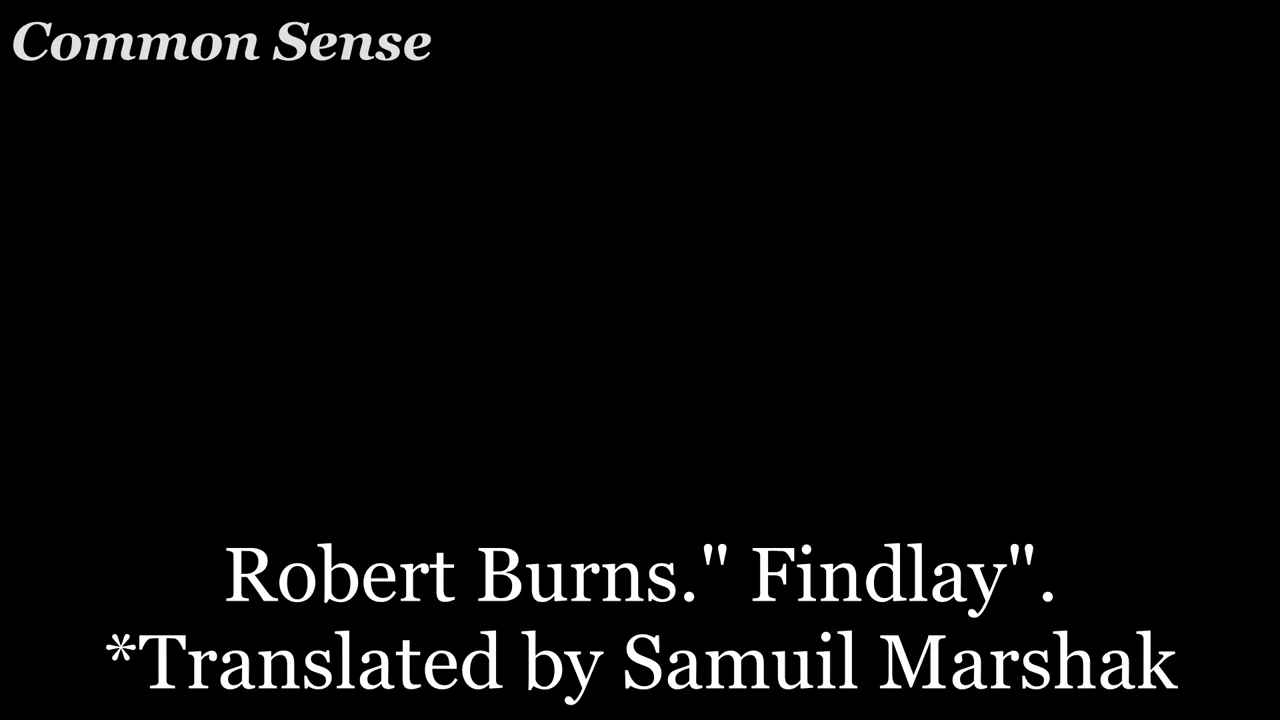 Common Sense
Robert Burns." Findlay".
*Translated by Samuil Marshak